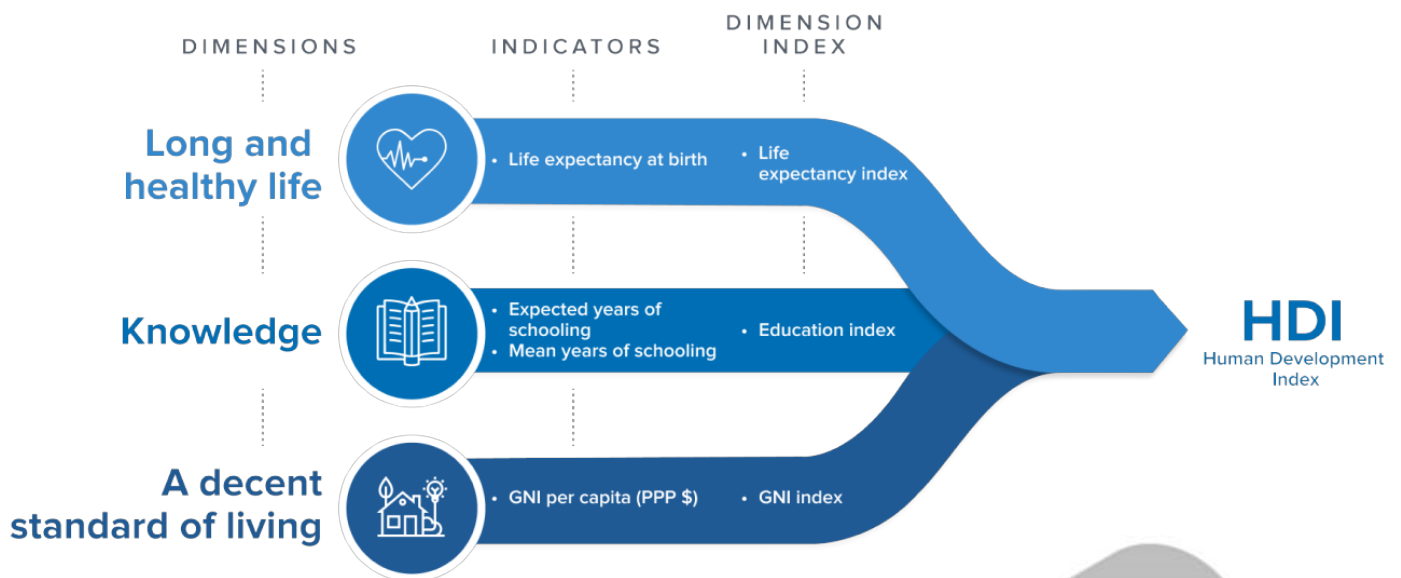 DIMENSIONS
INDICATORS
DIMENSION
INDEX
Long and
healthy life
• Life expectancy at birth
• Life
expectancy index
Knowledge
• Expected years of
schooling
• Mean years of schooling
• Education index
A decent
standard of living
• GNI per capita (PPP $)
• GNI index
HDI
Human Development
Index